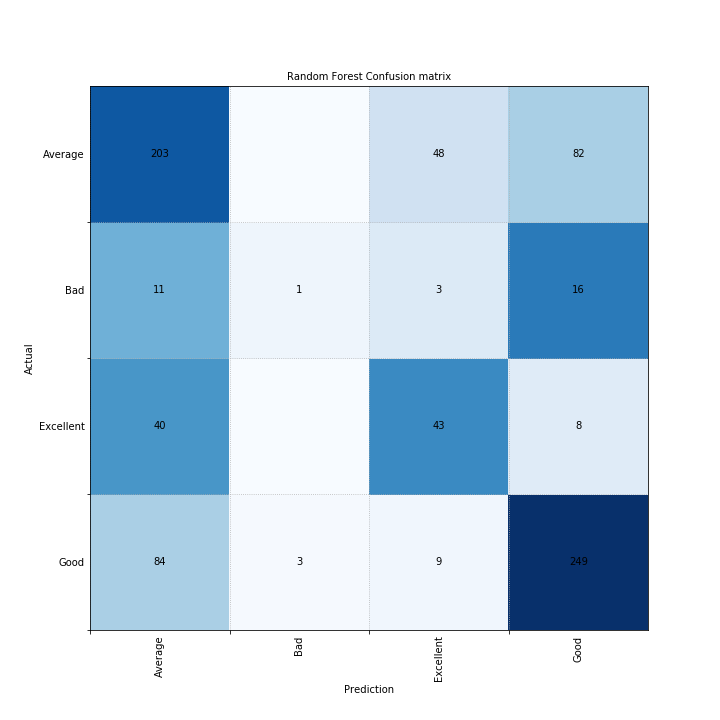 Random Forest Confusion matrix
Average
203
48
82
Bad
11
1
3
16
Actual
Excellent
40
43
8
Good
84
3
9
249
Average
Bad
Excellent
Good
Prediction